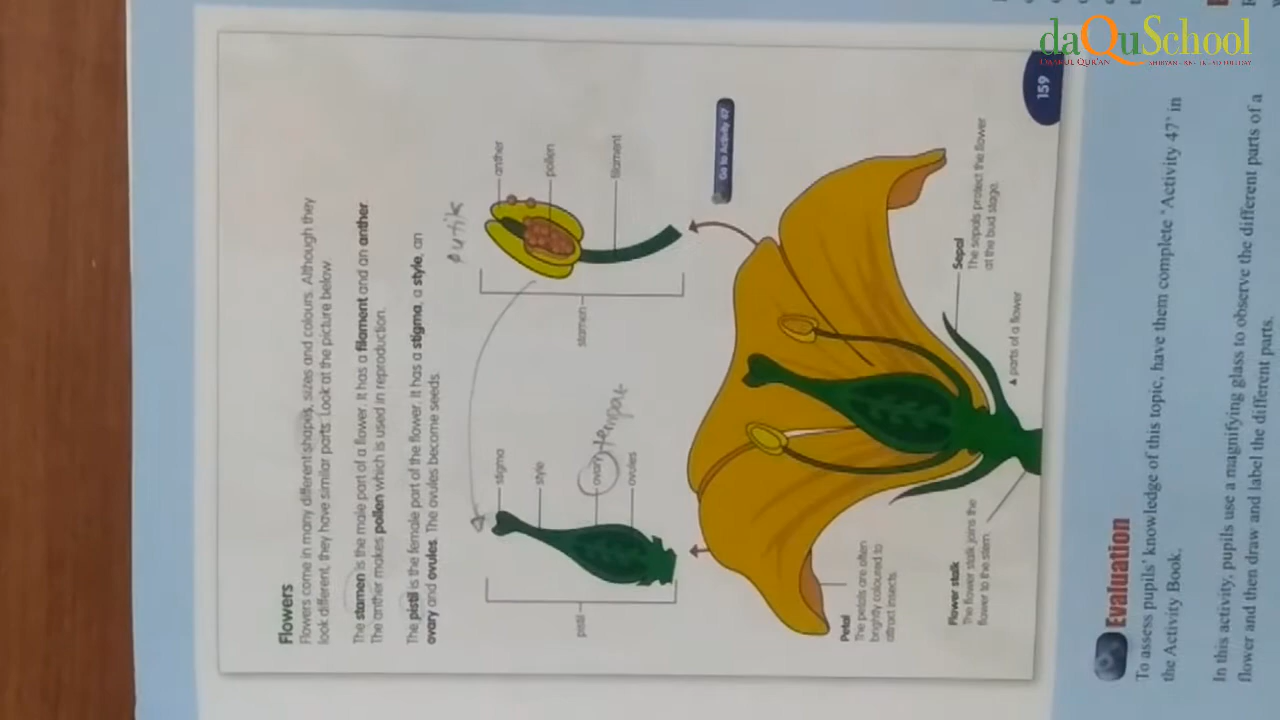 daQuSchool
Flowers
Flowers come in many different shapes, sizes and colours. Although they
look different, they have similar parts. Look at the picture below.
The stamen is the male part of a flower. It has a filament and an anther.
The anther makes pollen which is used in reproduction.
The pistil is the female part of the flower. It has a stigma, a style, an
ovary and ovules. The ovules become seeds.
putik
stigma
style
ovary
tempat
ovules
pistil
anther
pollen
filament
stamen
Go to Activity 47
Petal
The petals are often
brightly coloured to
attract insects.
Flower stalk
The flower stalk joins the
flower to the stem.
Sepal
The sepals protect the flower
at the bud stage.
▲ parts of a flower
159
Evaluation
To assess pupils' knowledge of this topic, have them complete 'Activity 47' in
the Activity Book.
In this activity, pupils use a magnifying glass to observe the different parts of a
flower and then draw and label the different parts.